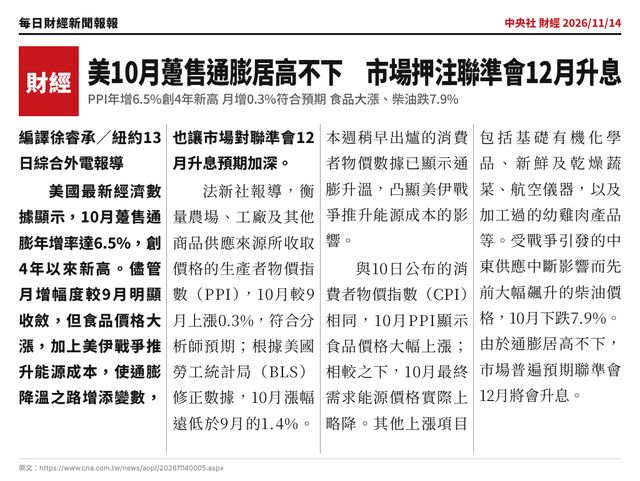 每日財經新聞報報
中央社 財經 2026/11/14
財經
美10月躉售通膨居高不下　市場押注聯準會12月升息
PPI年增6.5%創4年新高 月增0.3%符合預期 食品大漲、柴油跌7.9%
編譯徐睿承／紐約13
日綜合外電報導
美國最新經濟數
據顯示，10月躉售通
膨年增率達6.5%，創
4年以來新高。儘管
月增幅度較9月明顯
收斂，但食品價格大
漲，加上美伊戰爭推
升能源成本，使通膨
降溫之路增添變數，
也讓市場對聯準會12
月升息預期加深。
法新社報導，衡
量農場、工廠及其他
商品供應來源所收取
價格的生產者物價指
數（PPI），10月較9
月上漲0.3%，符合分
析師預期；根據美國
勞工統計局（BLS）
修正數據，10月漲幅
遠低於9月的1.4%。
本週稍早出爐的消費
者物價數據已顯示通
膨升溫，凸顯美伊戰
爭推升能源成本的影
響。
與10日公布的消
費者物價指數（CPI）
相同，10月PPI顯示
食品價格大幅上漲；
相較之下，10月最終
需求能源價格實際上
略降。其他上漲項目
包括基礎有機化學
品、新鮮及乾燥蔬
菜、航空儀器，以及
加工過的幼雞肉產品
等。受戰爭引發的中
東供應中斷影響而先
前大幅飆升的柴油價
格，10月下跌7.9%。
由於通膨居高不下，
市場普遍預期聯準會
12月將會升息。
原文：https://www.cna.com.tw/news/aopl/202611140005.aspx